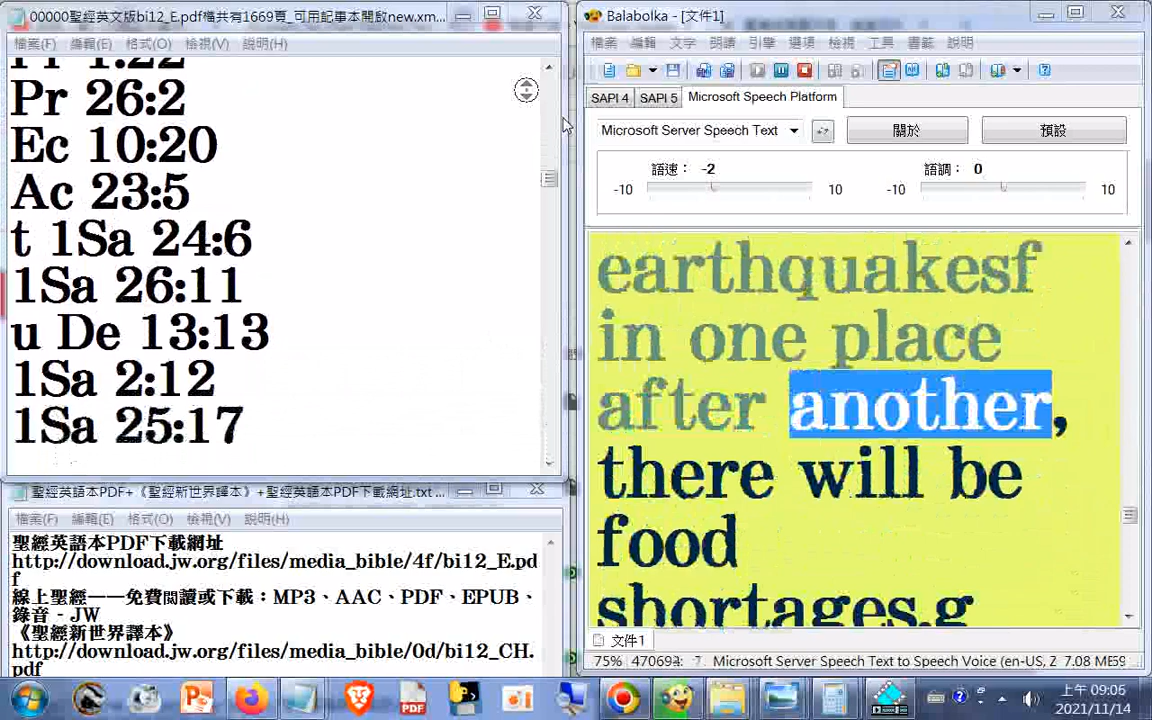 00000聖經英文版bi12_E.pdf檔共有1669頁_可用記事本開啟new.xm...
檔案(F) 編輯(E) 格式(O) 檢視(V) 說明(H)
Pr 1:22
Pr 26:2
Ec 10:20
Ac 23:5
t 1Sa 24:6
1Sa 26:11
u De 13:13
1Sa 2:12
1Sa 25:17
聖經英語本PDF+《聖經新世界譯本》+聖經英語本PDF下載網址.txt ...
檔案(F) 編輯(E) 格式(O) 檢視(V) 說明(H)
聖經英語本PDF下載網址
http://download.jw.org/files/media_bible/4f/bi12_E.pd
f
線上聖經——免費閱讀或下載：MP3、AAC、PDF、EPUB、
錄音 - JW
《聖經新世界譯本》
http://download.jw.org/files/media_bible/0d/bi12_CH.
pdf
Balabolka - [文件1]
檔案 編輯 文字 朗讀 引擎 選項 檢視 工具 書籤 說明
SAPI 4 SAPI 5 Microsoft Speech Platform
Microsoft Server Speech Text 關於 預設
語速： -2 語調： 0
-10 10 -10 10
earthquakesf
in one place
after another,
there will be
food
shortages.g
文件1
75% Microsoft Server Speech Text to Speech Voice (en-US, Z 7.08 ME
PDF
上午 09:06
2021/11/14